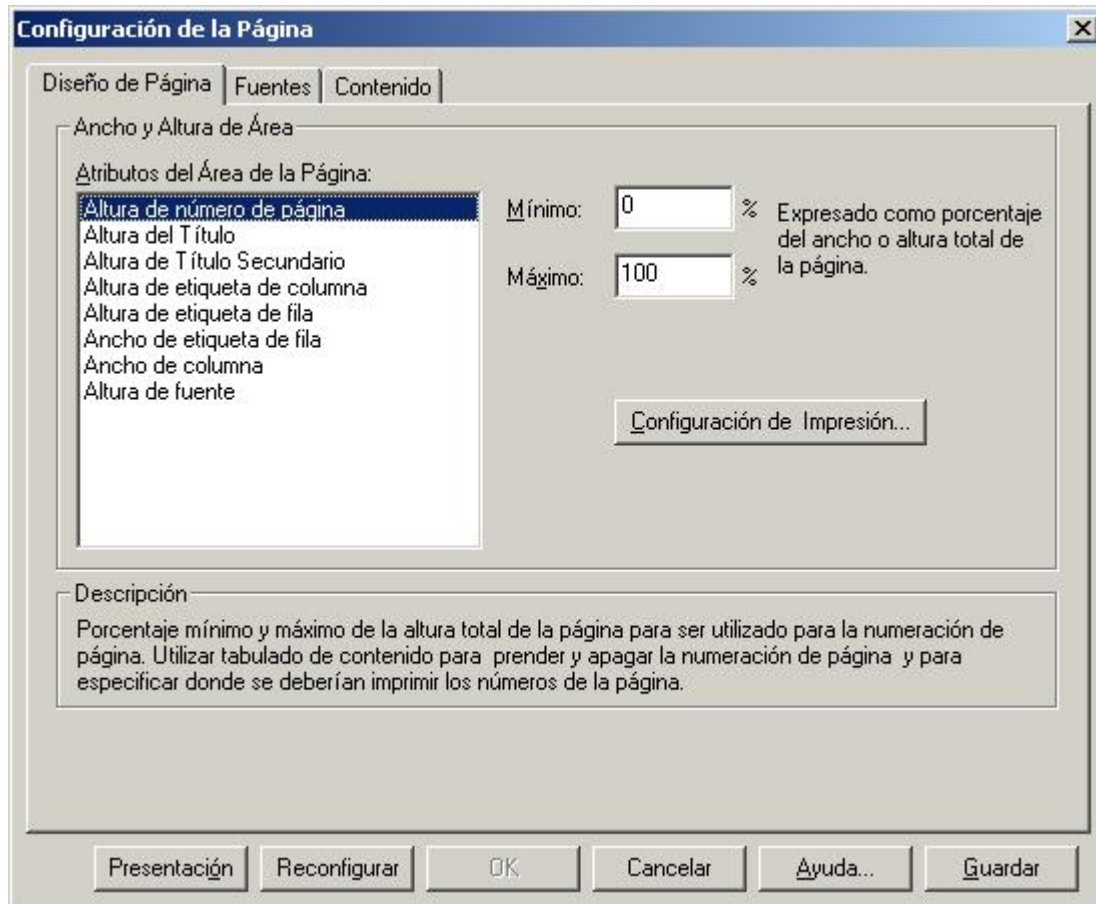 Configuración de la Página
Diseño de Página Fuentes Contenido
Ancho y Altura de Área
Atributos del Área de la Página:
Altura de número de página
Altura del Título
Altura de Título Secundario
Altura de etiqueta de columna
Altura de etiqueta de fila
Ancho de etiqueta de fila
Ancho de columna
Altura de fuente
Mínimo: 0 %
Máximo: 100 %
Expresado como porcentaje
del ancho o altura total de
la página.
Configuración de Impresión...
Descripción
Porcentaje mínimo y máximo de la altura total de la página para ser utilizado para la numeración de
página. Utilizar tabulado de contenido para prender y apagar la numeración de página y para
especificar donde se deberían imprimir los números de la página.
Presentación Reconfigurar OK Cancelar Ayuda... Guardar